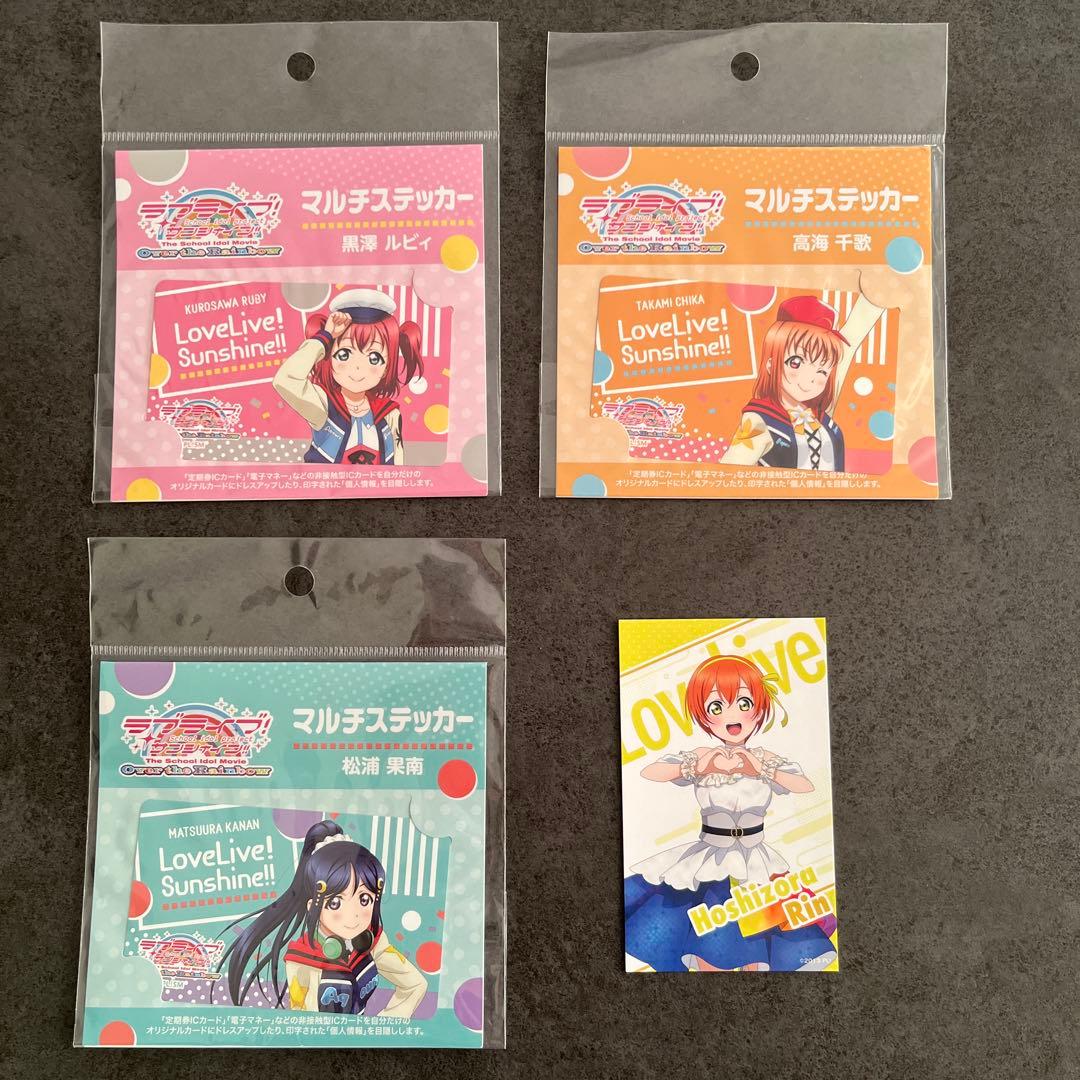 ラブライブ!
School idol project
サンシャイン!!
The School Idol Movie
Over the Rainbow
マルチステッカー
黒澤 ルビィ
KUROSAWA RUBY
LoveLive!
Sunshine!!
「定期券ICカード」「電子マネー」などの非接触型ICカードを自分だけの
オリジナルカードにドレスアップしたり、印字された「個人情報」を目隠しします。
ラブライブ!
School idol project
サンシャイン!!
The School Idol Movie
Over the Rainbow
マルチステッカー
高海 千歌
TAKAMI CHIKA
LoveLive!
Sunshine!!
「定期券ICカード」「電子マネー」などの非接触型ICカードを自分だけの
オリジナルカードにドレスアップしたり、印字された「個人情報」を目隠しします。
ラブライブ!
School idol project
サンシャイン!!
The School Idol Movie
Over the Rainbow
マルチステッカー
松浦 果南
MATSUURA KANAN
LoveLive!
Sunshine!!
「定期券ICカード」「電子マネー」などの非接触型ICカードを自分だけの
オリジナルカードにドレスアップしたり、印字された「個人情報」を目隠しします。
Hoshizora
Rin